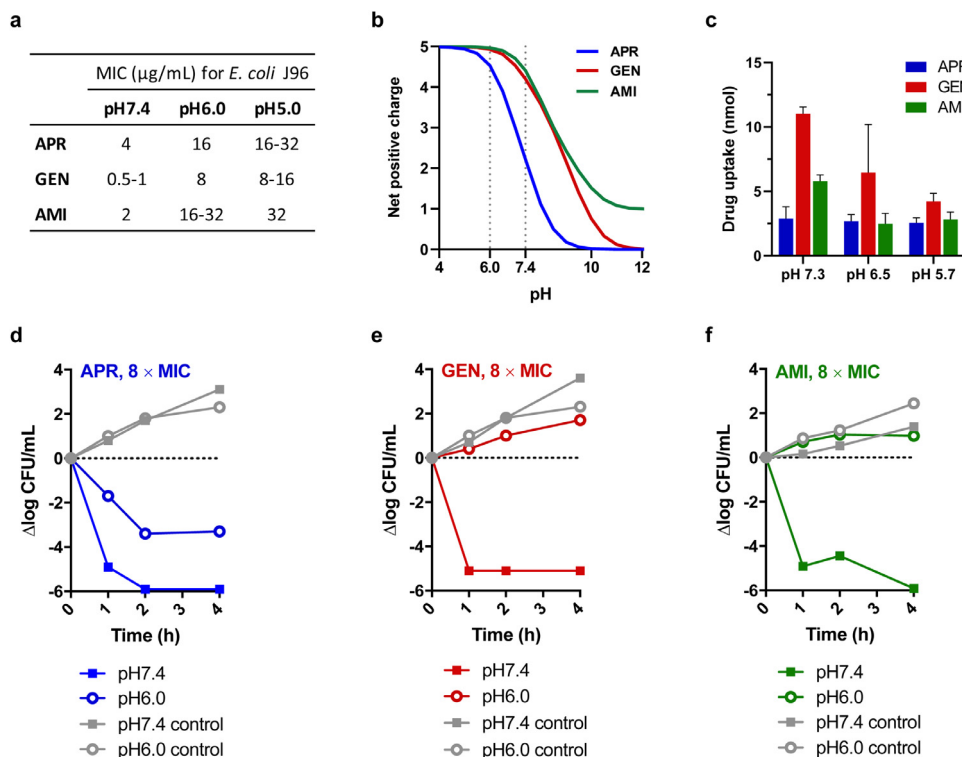 a
MIC (µg/mL) for E. coli J96
pH7.4 pH6.0 pH5.0
APR 4 16 16-32
GEN 0.5-1 8 8-16
AMI 2 16-32 32
b
Net positive charge
5
4
3
2
1
0
4 6.0 7.4 10 12
pH
APR
GEN
AMI
c
Drug uptake (nmol)
15
10
5
0
pH 7.3 pH 6.5 pH 5.7
APR
GEN
AM
d
APR, 8 × MIC
Δlog CFU/mL
4
2
0
-2
-4
-6
0 1 2 3 4
Time (h)
pH7.4
pH6.0
pH7.4 control
pH6.0 control
e
GEN, 8 × MIC
Δlog CFU/mL
4
2
0
-2
-4
-6
0 1 2 3 4
Time (h)
pH7.4
pH6.0
pH7.4 control
pH6.0 control
f
AMI, 8 × MIC
Δlog CFU/mL
4
2
0
-2
-4
-6
0 1 2 3 4
Time (h)
pH7.4
pH6.0
pH7.4 control
pH6.0 control